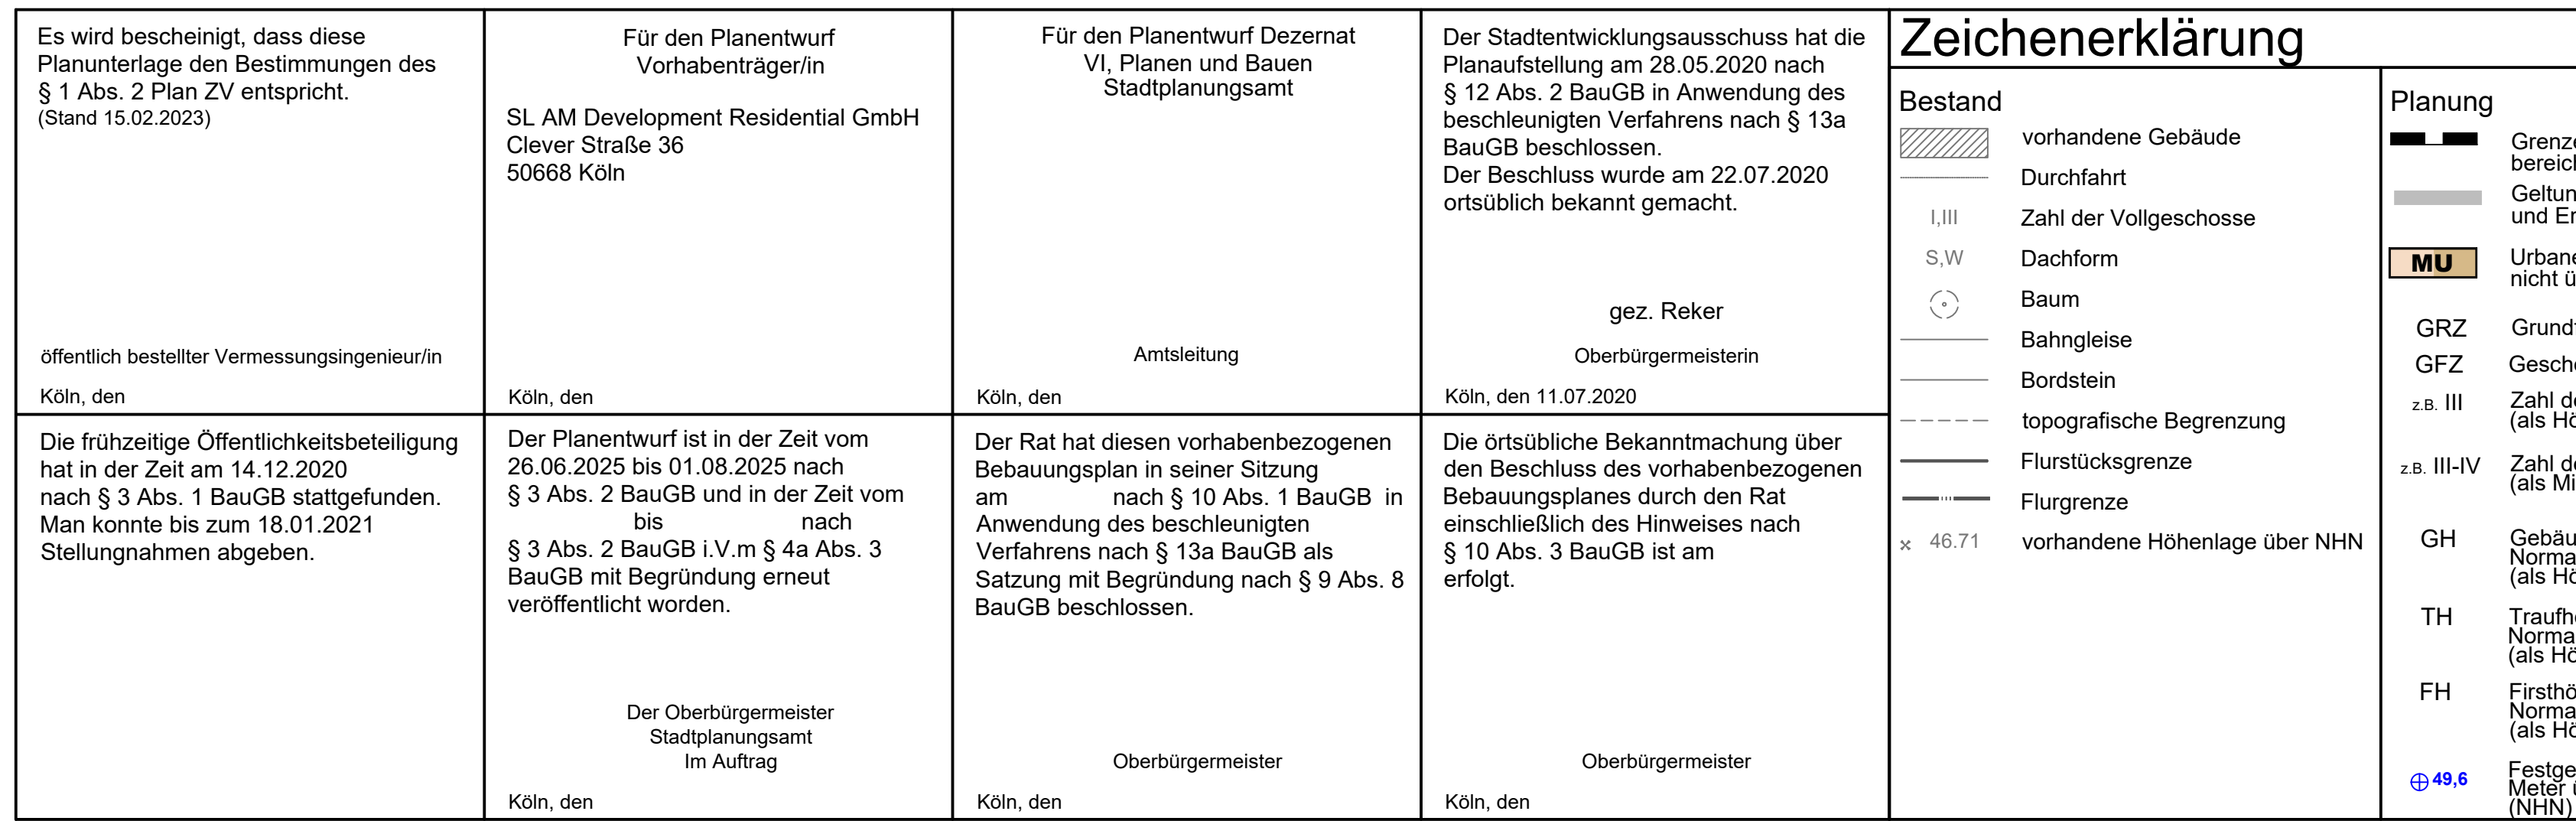 Es wird bescheinigt, dass diese
Planunterlage den Bestimmungen des
§ 1 Abs. 2 Plan ZV entspricht.
(Stand 15.02.2023)
öffentlich bestellter Vermessungsingenieur/in
Köln, den
Für den Planentwurf
Vorhabenträger/in
SL AM Development Residential GmbH
Clever Straße 36
50668 Köln
Köln, den
Für den Planentwurf Dezernat
VI, Planen und Bauen
Stadtplanungsamt
Amtsleitung
Köln, den
Der Stadtentwicklungsausschuss hat die
Planaufstellung am 28.05.2020 nach
§ 12 Abs. 2 BauGB in Anwendung des
beschleunigten Verfahrens nach § 13a
BauGB beschlossen.
Der Beschluss wurde am 22.07.2020
ortsüblich bekannt gemacht.
gez. Reker
Oberbürgermeisterin
Köln, den 11.07.2020
Die frühzeitige Öffentlichkeitsbeteiligung
hat in der Zeit am 14.12.2020
nach § 3 Abs. 1 BauGB stattgefunden.
Man konnte bis zum 18.01.2021
Stellungnahmen abgeben.
Der Planentwurf ist in der Zeit vom
26.06.2025 bis 01.08.2025 nach
§ 3 Abs. 2 BauGB und in der Zeit vom
bis nach
§ 3 Abs. 2 BauGB i.V.m § 4a Abs. 3
BauGB mit Begründung erneut
veröffentlicht worden.
Der Oberbürgermeister
Stadtplanungsamt
Im Auftrag
Köln, den
Der Rat hat diesen vorhabenbezogenen
Bebauungsplan in seiner Sitzung
am nach § 10 Abs. 1 BauGB in
Anwendung des beschleunigten
Verfahrens nach § 13a BauGB als
Satzung mit Begründung nach § 9 Abs. 8
BauGB beschlossen.
Oberbürgermeister
Köln, den
Die örtsübliche Bekanntmachung über
den Beschluss des vorhabenbezogenen
Bebauungsplanes durch den Rat
einschließlich des Hinweises nach
§ 10 Abs. 3 BauGB ist am
erfolgt.
Oberbürgermeister
Köln, den
Zeichenerklärung
Bestand
vorhandene Gebäude
Durchfahrt
I,III Zahl der Vollgeschosse
S,W Dachform
Baum
Bahngleise
Bordstein
topografische Begrenzung
Flurstücksgrenze
Flurgrenze
× 46.71 vorhandene Höhenlage über NHN
Planung
MU
GRZ
GFZ
z.B. III Zahl
(als
z.B. III-IV Zahl
(als
GH
(als
TH
(als
FH
(als
49,6
Meter
(NHN)